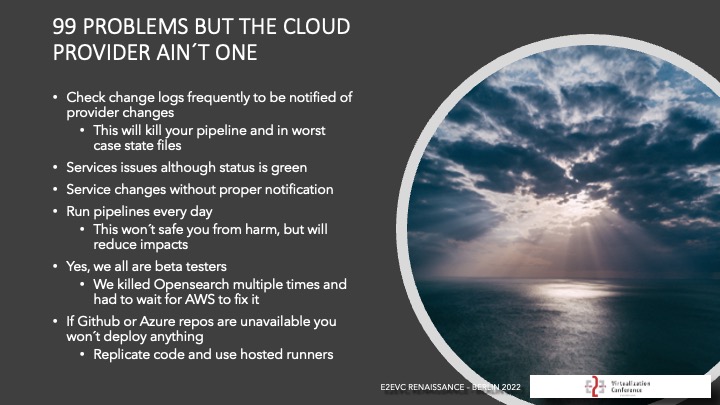 99 PROBLEMS BUT THE CLOUD
PROVIDER AIN´T ONE
• Check change logs frequently to be notified of
provider changes
• This will kill your pipeline and in worst
case state files
• Services issues although status is green
• Service changes without proper notification
• Run pipelines every day
• This won´t safe you from harm, but will
reduce impacts
• Yes, we all are beta testers
• We killed Opensearch multiple times and
had to wait for AWS to fix it
• If Github or Azure repos are unavailable you
won´t deploy anything
• Replicate code and use hosted runners
E2EVC RENAISSANCE - BERLIN 2022
E2E Virtualization
Conference